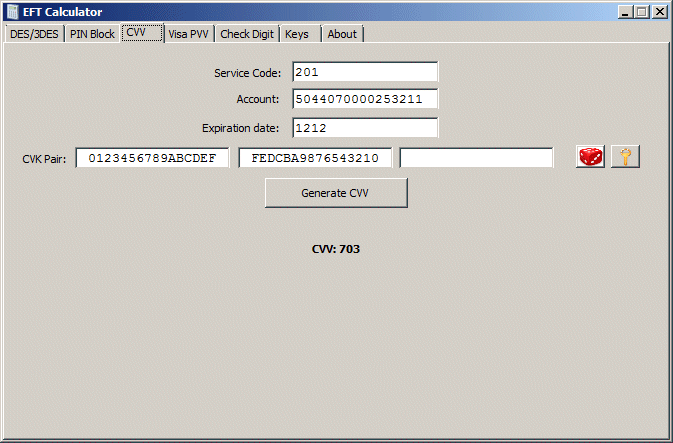 EFT Calculator
DES/3DES PIN Block CVV Visa PVV Check Digit Keys About
Service Code: 201
Account: 5044070000253211
Expiration date: 1212
CVK Pair: 0123456789ABCDEF FEDCBA9876543210
Generate CVV
CVV: 703